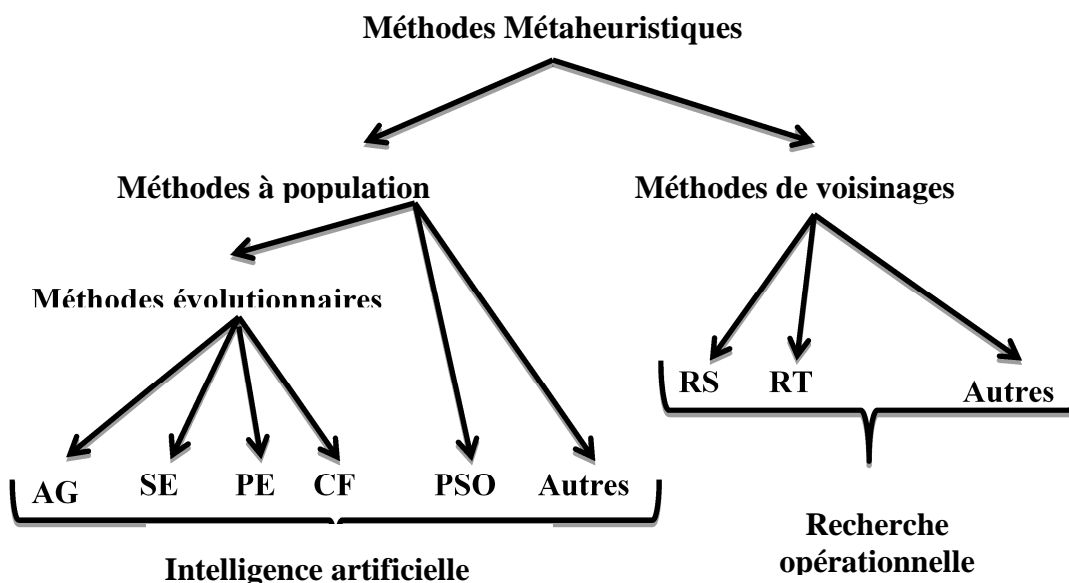 Méthodes Métaheuristiques
Méthodes à population
Méthodes de voisinages
Méthodes évolutionnaires
RS
RT
Autres
AG
SE
PE
CF
PSO
Autres
Recherche
opérationnelle
Intelligence artificielle